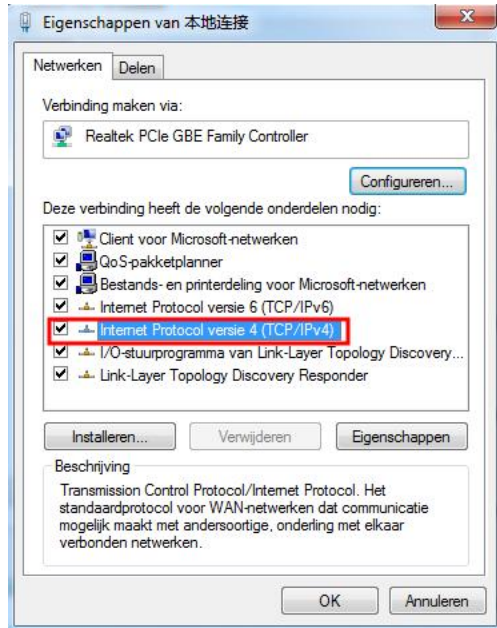 Eigenschappen van 本地连接
Netwerken Delen
Verbinding maken via:
Realtek PCIe GBE Family Controller
Configureren...
Deze verbinding heeft de volgende onderdelen nodig:
Client voor Microsoft-netwerken
QoS-pakketplanner
Bestands- en printerdeling voor Microsoft-netwerken
Internet Protocol versie 6 (TCP/IPv6)
Internet Protocol versie 4 (TCP/IPv4)
I/O-stuurprogramma van Link-Layer Topology Discovery...
Link-Layer Topology Discovery Responder
Installeren... Verwijderen Eigenschappen
Beschrijving
Transmission Control Protocol/Internet Protocol. Het
standaardprotocol voor WAN-netwerken dat communicatie
mogelijk maakt met andersoortige, onderling met elkaar
verbonden netwerken.
OK Annuleren